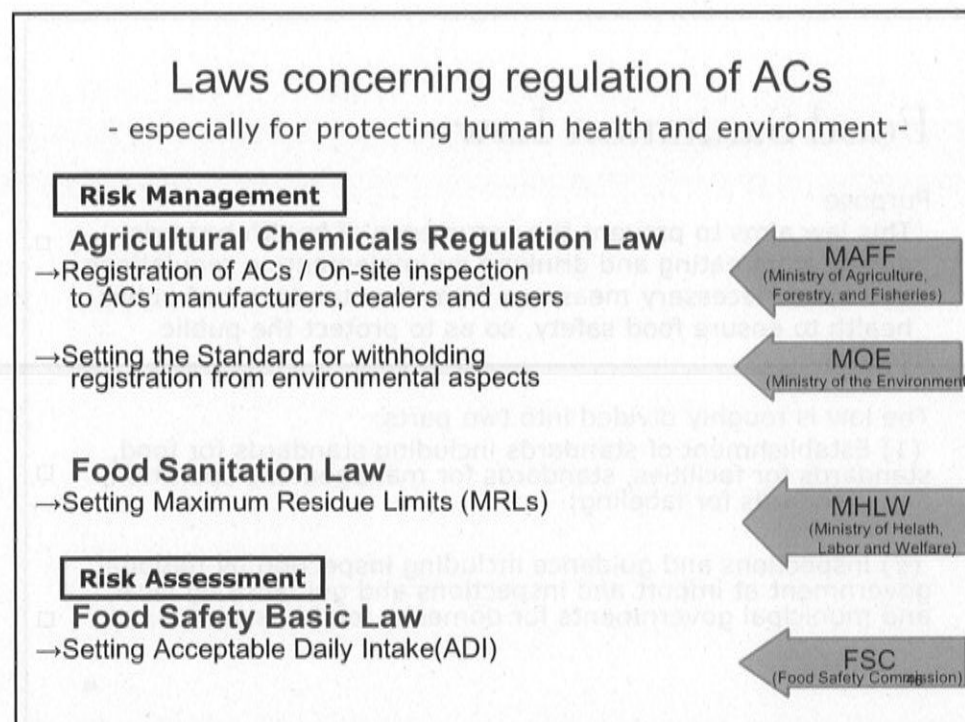 Laws concerning regulation of ACs
- especially for protecting human health and environment -
Risk Management
Agricultural Chemicals Regulation Law
→Registration of ACs / On-site inspection
to ACs' manufacturers, dealers and users
MAFF
(Ministry of Agriculture,
Forestry, and Fisheries)
→Setting the Standard for withholding
registration from environmental aspects
MOE
(Ministry of the Environment
Food Sanitation Law
→Setting Maximum Residue Limits (MRLs)
MHLW
(Ministry of Helath,
Labor and Welfare)
Risk Assessment
Food Safety Basic Law
→Setting Acceptable Daily Intake(ADI)
FSC
(Food Safety Commission)
46